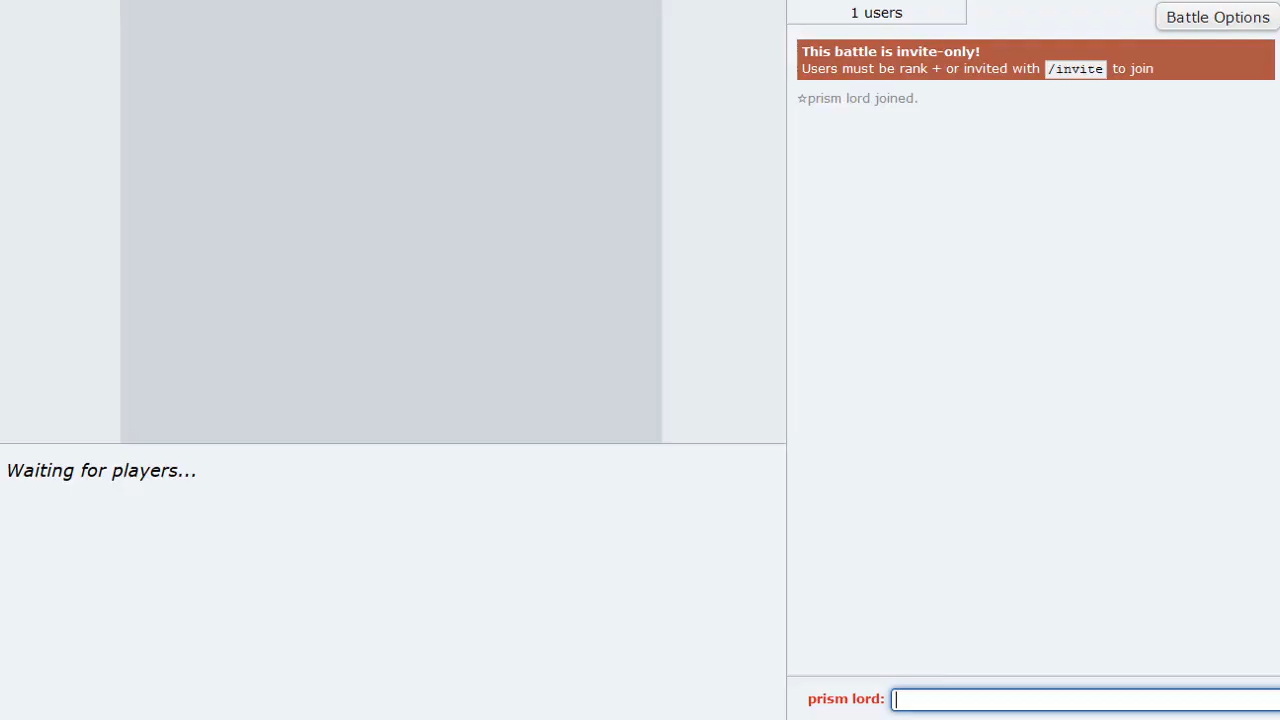 1 users
Battle Options
This battle is invite-only!
Users must be rank + or invited with /invite to join
☆prism lord joined.
Waiting for players...
prism lord: